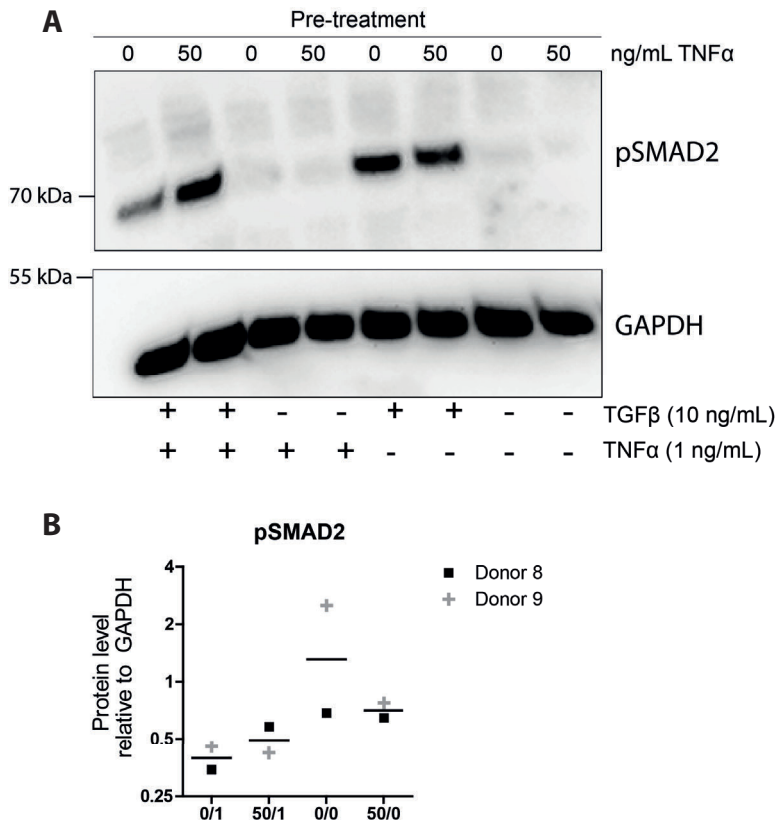 A
Pre-treatment
0 50 0 50 0 50 0 50 ng/mL TNFα
pSMAD2
70 kDa
55 kDa
GAPDH
+ + - - + + - - TGFβ (10 ng/mL)
+ + + + - - - - TNFα (1 ng/mL)
B
pSMAD2
Protein level
relative to GAPDH
4
2
1
0.5
0.25
0/1 50/1 0/0 50/0
Donor 8
Donor 9